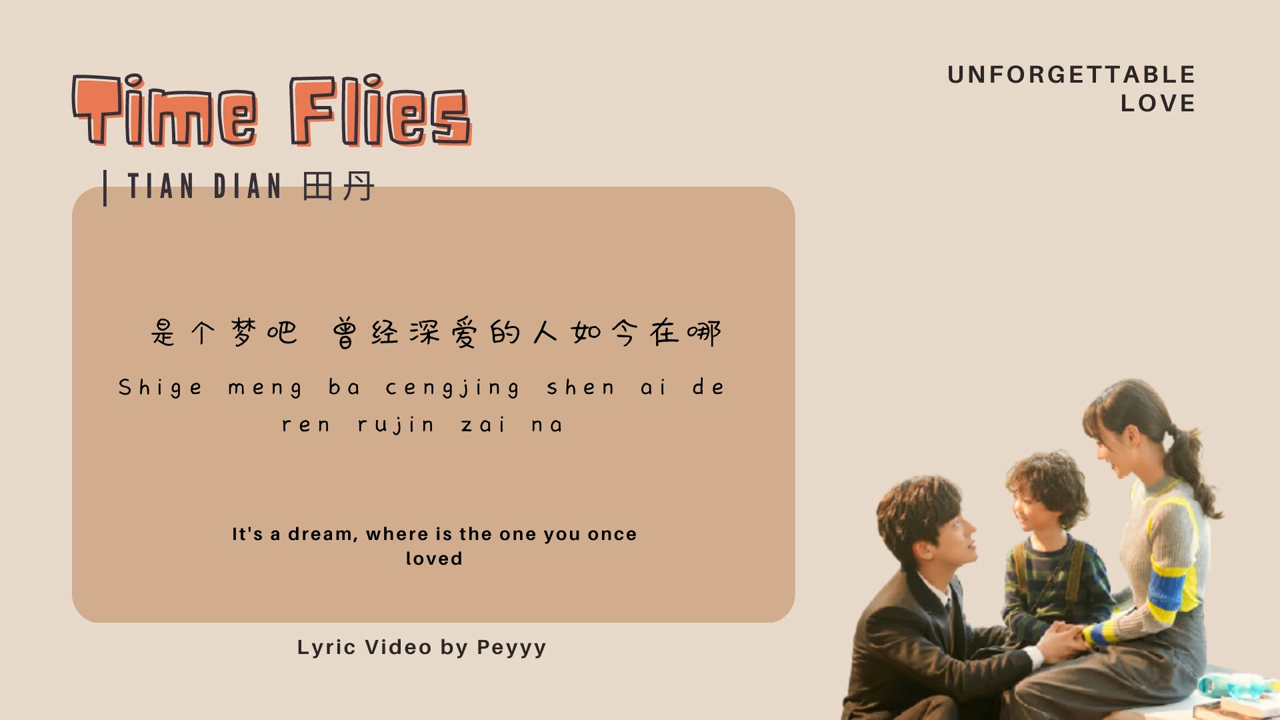 Time Flies
UNFORGETTABLE
LOVE
| TIAN DIAN 田丹
是个梦吧 曾经深爱的人如今在哪
Shige meng ba cengjing shen ai de
ren rujin zai na
It's a dream, where is the one you once
loved
Lyric Video by Peyyy